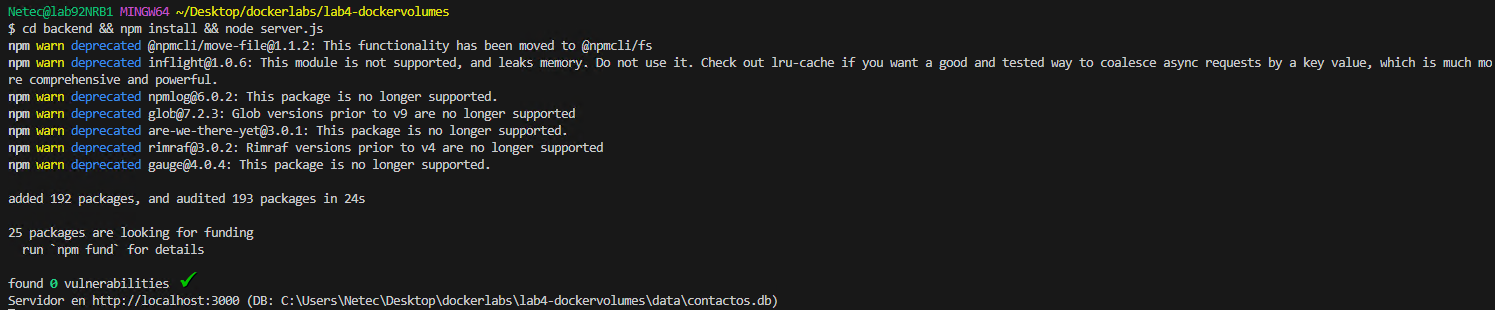 Netec@lab92NRB1 MINGW64 ~/Desktop/dockerlabs/lab4-dockervolumes
$ cd backend && npm install && node server.js
npm warn deprecated @npmcli/move-file@1.1.2: This functionality has been moved to @npmcli/fs
npm warn deprecated inflight@1.0.6: This module is not supported, and leaks memory. Do not use it. Check out lru-cache if you want a good and tested way to coalesce async requests by a key value, which is much mo
re comprehensive and powerful.
npm warn deprecated npmlog@6.0.2: This package is no longer supported.
npm warn deprecated glob@7.2.3: Glob versions prior to v9 are no longer supported
npm warn deprecated are-we-there-yet@3.0.1: This package is no longer supported.
npm warn deprecated rimraf@3.0.2: Rimraf versions prior to v4 are no longer supported
npm warn deprecated gauge@4.0.4: This package is no longer supported.
added 192 packages, and audited 193 packages in 24s
25 packages are looking for funding
run `npm fund` for details
found 0 vulnerabilities ✓
Servidor en http://localhost:3000 (DB: C:\Users\Netec\Desktop\dockerlabs\lab4-dockervolumes\data\contactos.db)